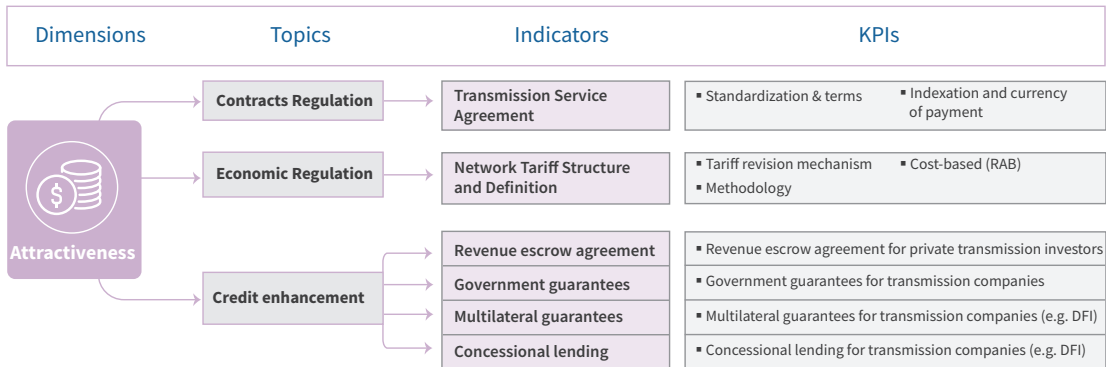 Dimensions Topics Indicators KPIs
Attractiveness
Contracts Regulation
Transmission Service
Agreement
▪ Standardization & terms
▪ Indexation and currency
of payment
Economic Regulation
Network Tariff Structure
and Definition
▪ Tariff revision mechanism
▪ Cost-based (RAB)
▪ Methodology
Credit enhancement
Revenue escrow agreement
▪ Revenue escrow agreement for private transmission investors
Government guarantees
▪ Government guarantees for transmission companies
Multilateral guarantees
▪ Multilateral guarantees for transmission companies (e.g. DFI)
Concessional lending
▪ Concessional lending for transmission companies (e.g. DFI)
$